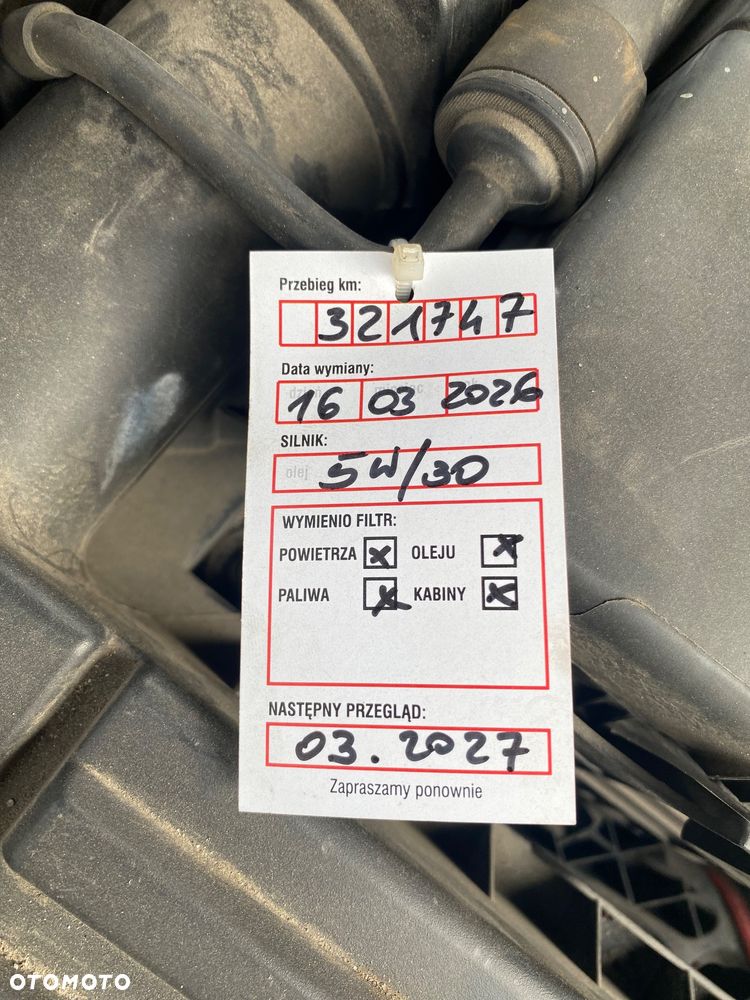 Przebieg km:
321747
Data wymiany:
16 03 2026
SILNIK:
olej 5W/30
WYMIENIO FILTR:
POWIETRZA x OLEJU x
PALIWA x KABINY x
NASTĘPNY PRZEGLĄD:
03.2027
Zapraszamy ponownie
OTOMOTO